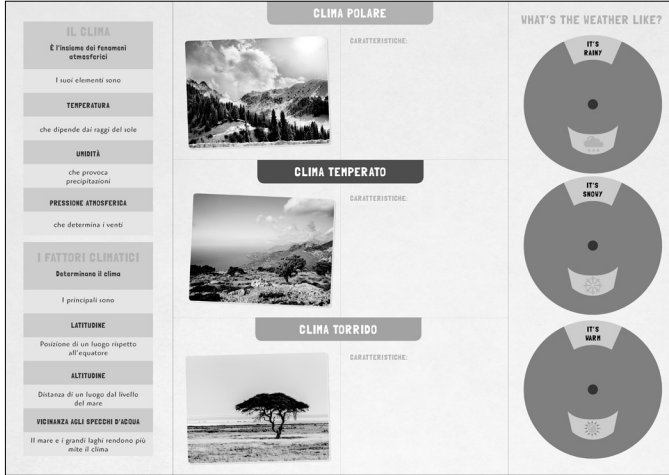 IL CLIMA
È l'insieme dei fenomeni
atmosferici
I suoi elementi sono
TEMPERATURA
che dipende dai raggi del sole
UMIDITÀ
che provoca
precipitazioni
PRESSIONE ATMOSFERICA
che determina i venti
I FATTORI CLIMATICI
Determinano il clima
I principali sono
LATITUDINE
Posizione di un luogo rispetto
all'equatore
ALTITUDINE
Distanza di un luogo dal livello
del mare
VICINANZA AGLI SPECCHI D'ACQUA
Il mare e i grandi laghi rendono più
mite il clima
CLIMA POLARE
CARATTERISTICHE:
CLIMA TEMPERATO
CARATTERISTICHE:
CLIMA TORRIDO
CARATTERISTICHE:
WHAT'S THE WEATHER LIKE?
IT'S
RAINY
IT'S
SNOWY
IT'S
WARM